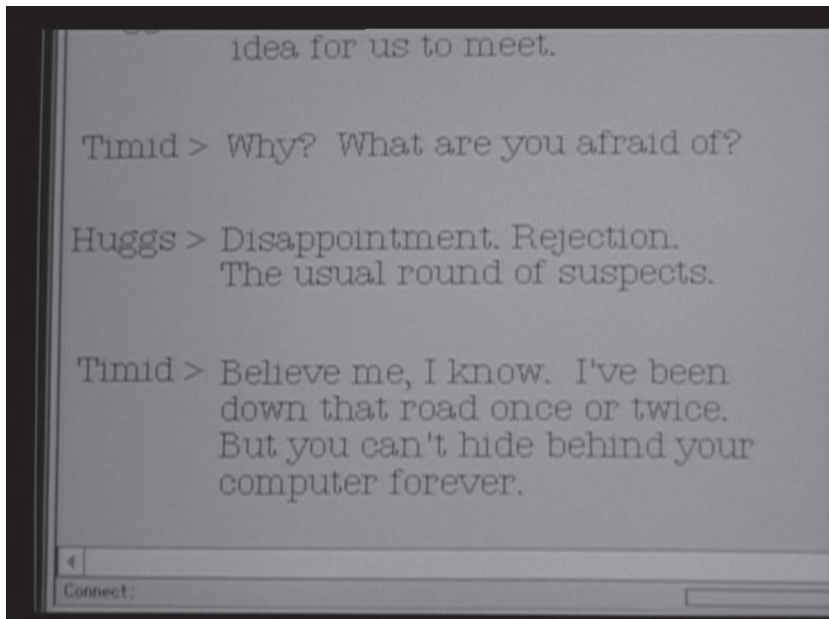 idea for us to meet.
Timid > Why? What are you afraid of?
Huggs > Disappointment. Rejection.
The usual round of suspects.
Timid > Believe me, I know. I've been
down that road once or twice.
But you can't hide behind your
computer forever.
Connect: